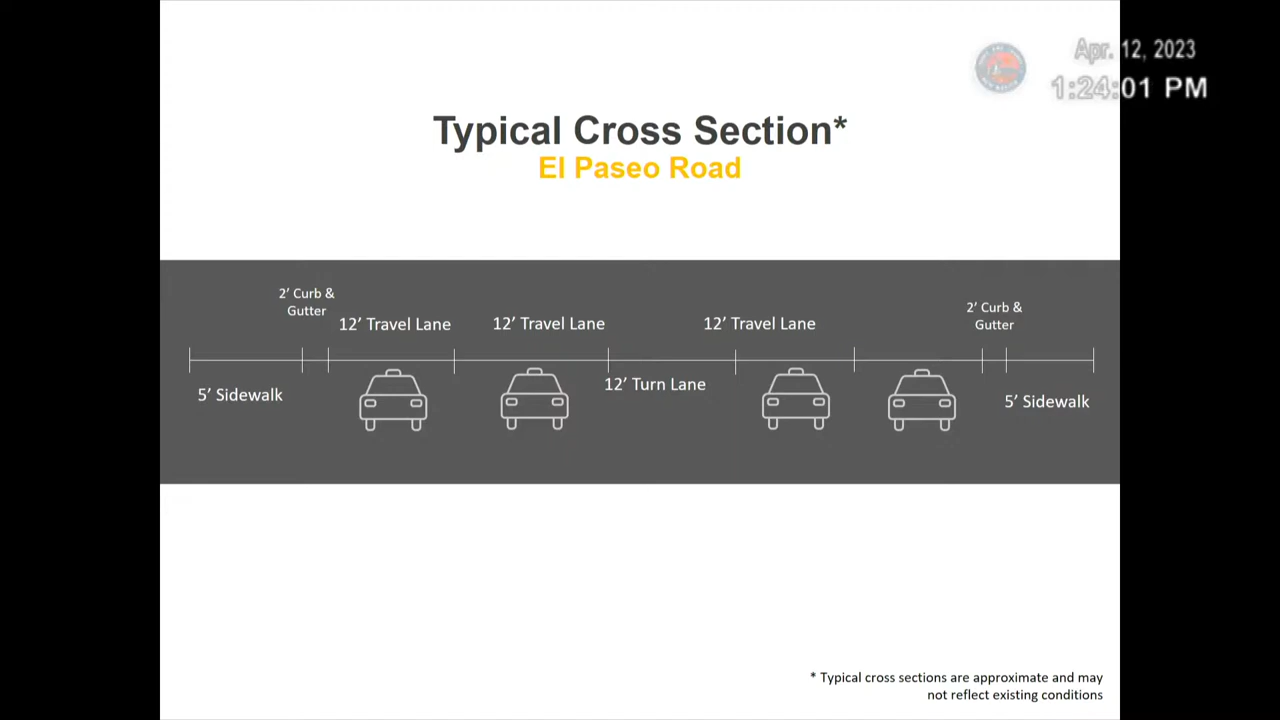 Apr. 12, 2023
1:24:01 PM
Typical Cross Section*
El Paseo Road
2’ Curb &
Gutter
12’ Travel Lane
12’ Travel Lane
12’ Travel Lane
2’ Curb &
Gutter
5’ Sidewalk
12’ Turn Lane
5’ Sidewalk
* Typical cross sections are approximate and may
not reflect existing conditions